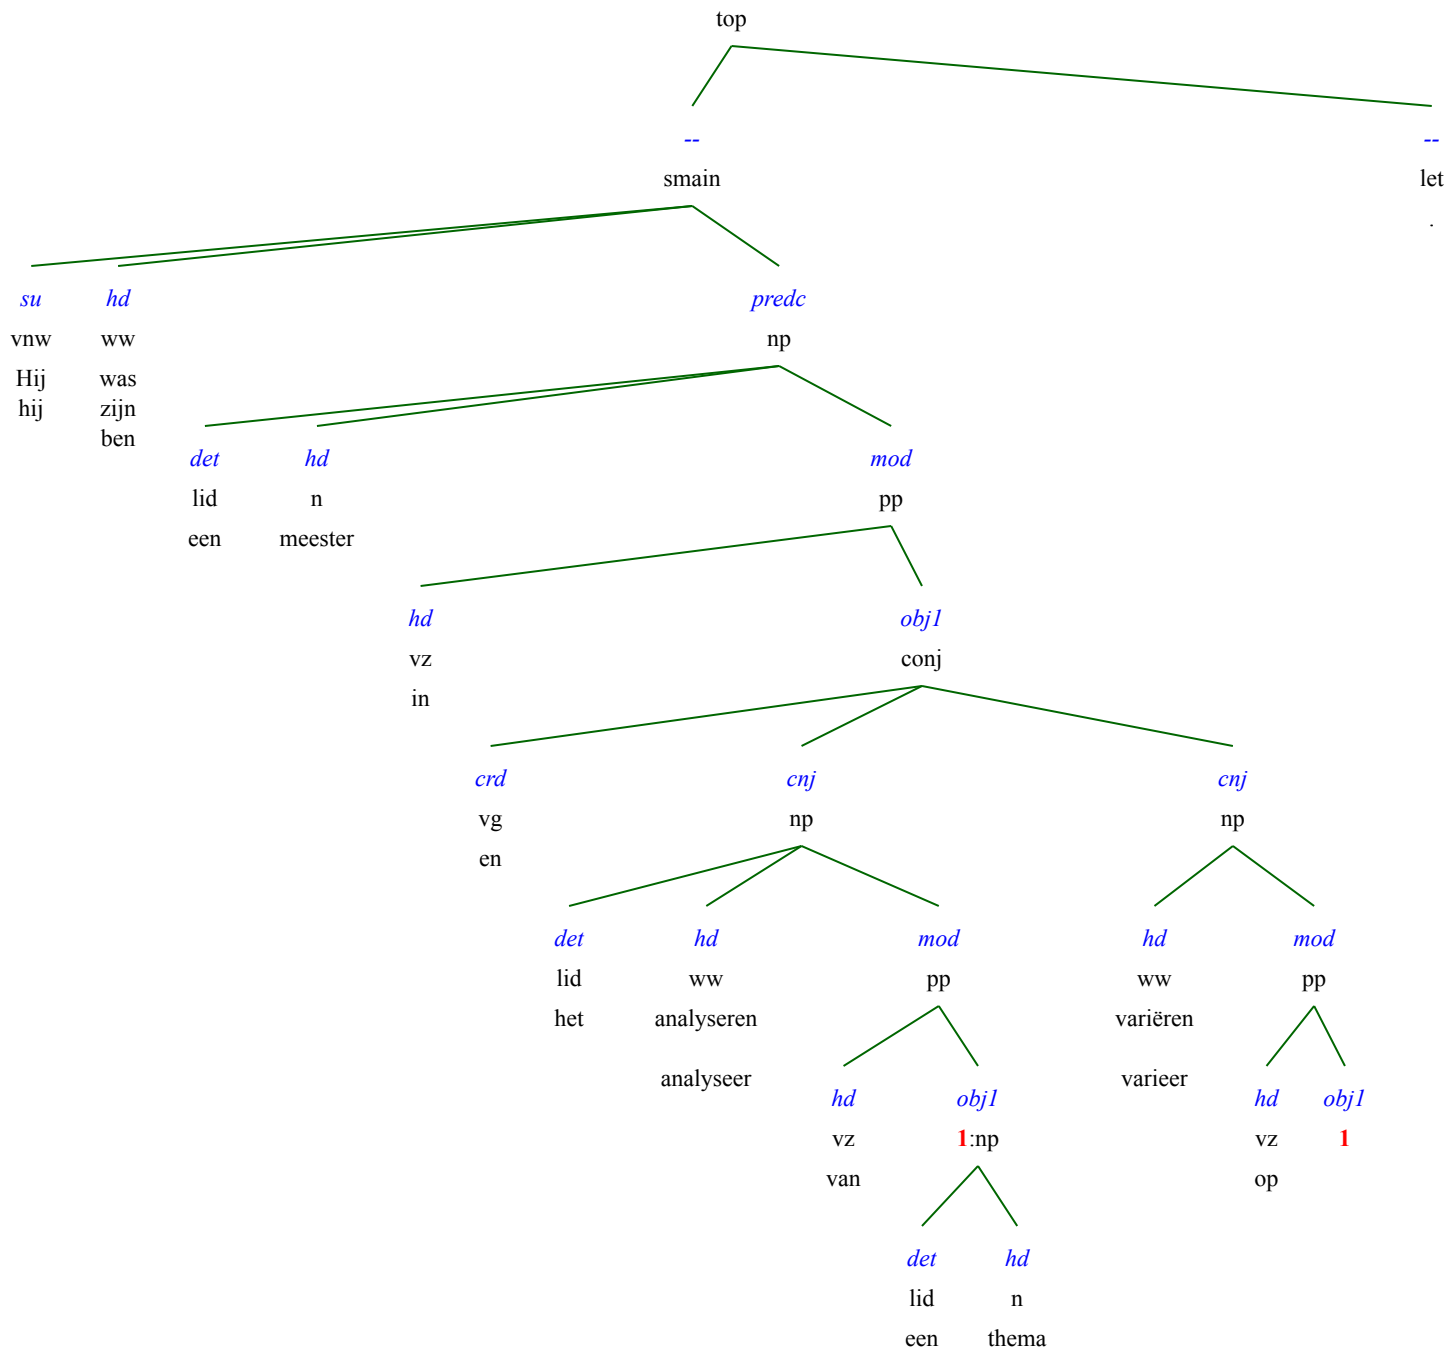 top
-- --
smain let
.
su hd predc
vnw ww np
Hij was
hij zijn
ben
det hd mod
lid n pp
een meester
hd obj1
vz conj
in
crd cnj cnj
vg np np
en
det hd mod hd mod
lid ww pp ww pp
het analyseren variëren
analyseer varieer
hd obj1 hd obj1
vz 1:np vz 1
van op
det hd
lid n
een thema